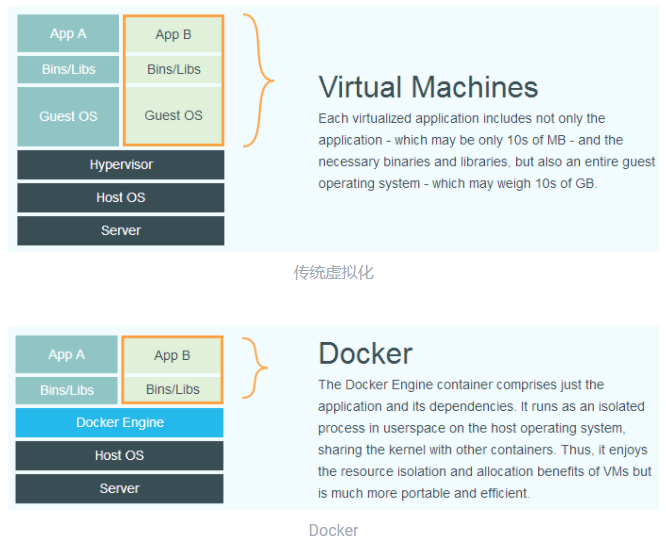 App A
App B
Bins/Libs
Bins/Libs
Guest OS
Guest OS
Hypervisor
Host OS
Server
Virtual Machines
Each virtualized application includes not only the
application - which may be only 10s of MB - and the
necessary binaries and libraries, but also an entire guest
operating system - which may weigh 10s of GB.
传统虚拟化
App A
App B
Bins/Libs
Bins/Libs
Docker Engine
Host OS
Server
Docker
The Docker Engine container comprises just the
application and its dependencies. It runs as an isolated
process in userspace on the host operating system,
sharing the kernel with other containers. Thus, it enjoys
the resource isolation and allocation benefits of VMs but
is much more portable and efficient.
Docker